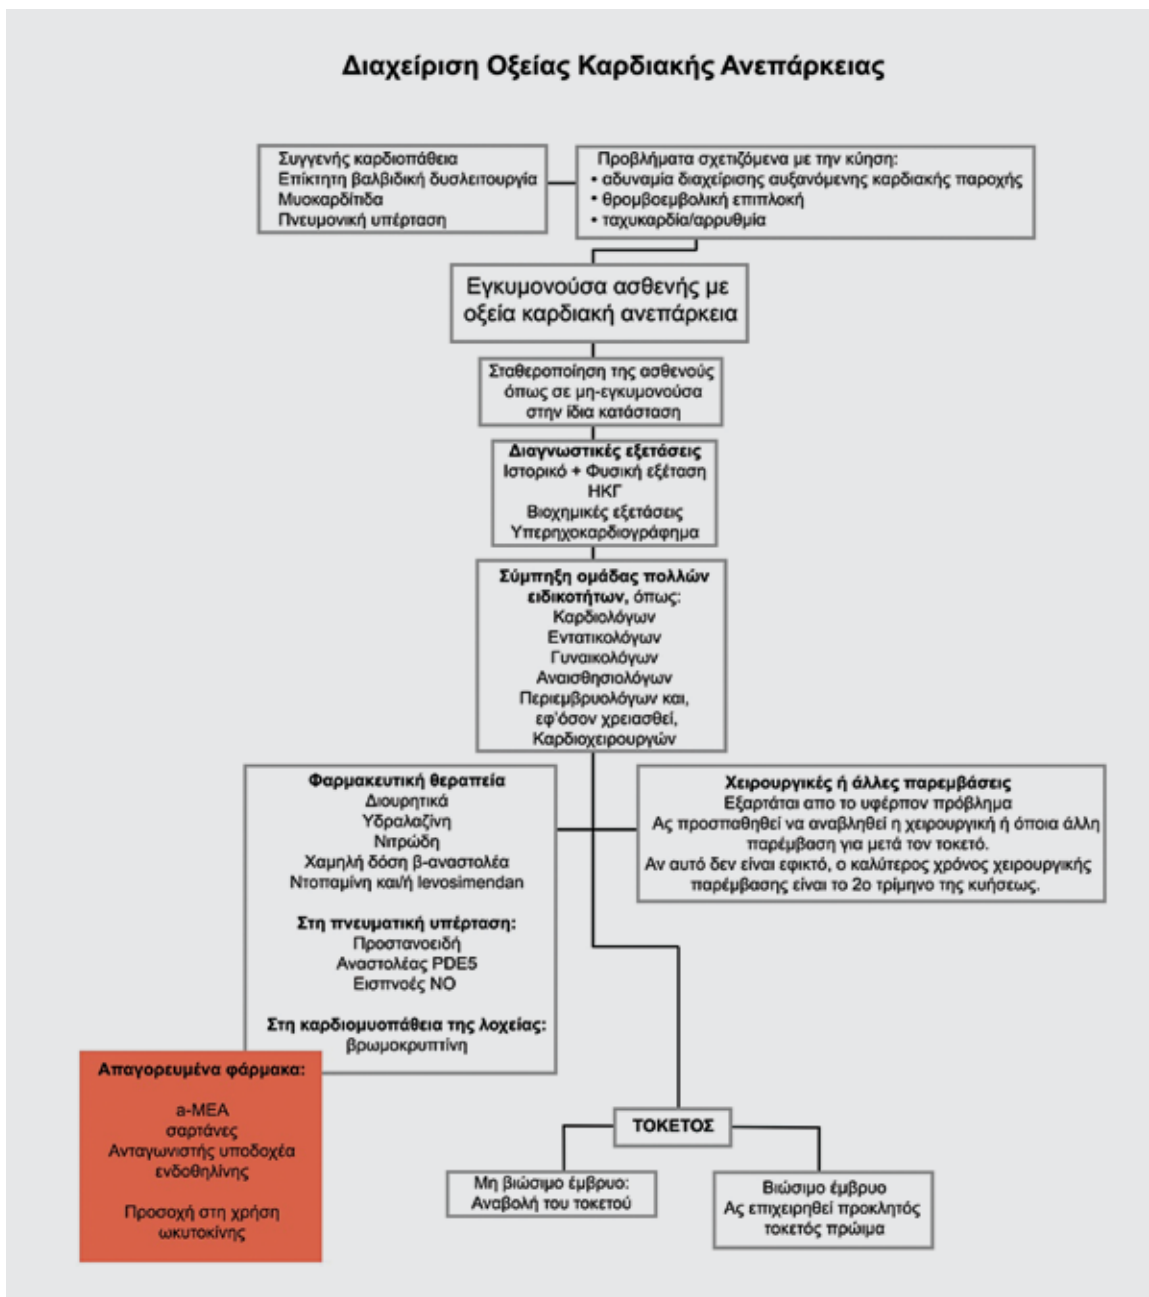 Διαχείριση Οξείας Καρδιακής Ανεπάρκειας
Συγγενής καρδιοπάθεια
Επίκτητη βαλβιδική δυσλειτουργία
Μυοκαρδίτιδα
Πνευμονική υπέρταση
Προβλήματα σχετιζόμενα με την κύηση:
• αδυναμία διαχείρισης αυξανόμενης καρδιακής παροχής
• θρομβοεμβολική επιπλοκή
• ταχυκαρδία/αρρυθμία
Εγκυμονούσα ασθενής με
οξεία καρδιακή ανεπάρκεια
Σταθεροποίηση της ασθενούς
όπως σε μη-εγκυμονούσα
στην ίδια κατάσταση
Διαγνωστικές εξετάσεις
Ιστορικό + Φυσική εξέταση
ΗΚΓ
Βιοχημικές εξετάσεις
Υπερηχοκαρδιογράφημα
Σύμπηξη ομάδας πολλών
ειδικοτήτων, όπως:
Καρδιολόγων
Εντατικολόγων
Γυναικολόγων
Αναισθησιολόγων
Περιεμβρυολόγων και,
εφ'όσον χρειασθεί,
Καρδιοχειρουργών
Φαρμακευτική θεραπεία
Διουρητικά
Υδραλαζίνη
Νιτρώδη
Χαμηλή δόση β-αναστολέα
Ντοπαμίνη και/ή levosimendan
Στη πνευματική υπέρταση:
Προστανοειδή
Αναστολέας PDE5
Εισπνοές NO
Στη καρδιομυοπάθεια της λοχείας:
βρωμοκρυπτίνη
Χειρουργικές ή άλλες παρεμβάσεις
Εξαρτάται απο το υφέρπον πρόβλημα
Ας προσπαθηθεί να αναβληθεί η χειρουργική ή όποια άλλη
παρέμβαση για μετά τον τοκετό.
Αν αυτό δεν είναι εφικτό, ο καλύτερος χρόνος χειρουργικής
παρέμβασης είναι το 2ο τρίμηνο της κυήσεως.
Απαγορευμένα φάρμακα:
α-ΜΕΑ
σαρτάνες
Ανταγωνιστής υποδοχέα
ενδοθηλίνης
Προσοχή στη χρήση
ωκυτοκίνης
ΤΟΚΕΤΟΣ
Μη βιώσιμο έμβρυο:
Αναβολή του τοκετού
Βιώσιμο έμβρυο
Ας επιχειρηθεί προκλητός
τοκετός πρώιμα